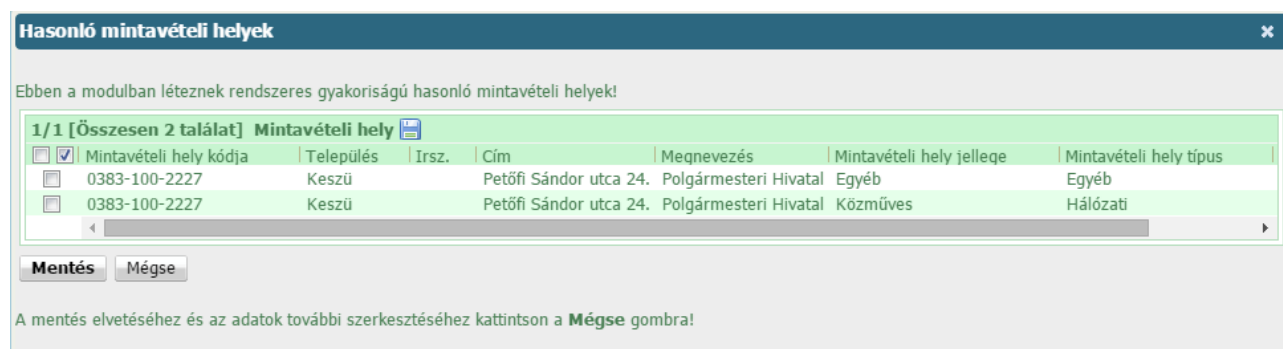 Hasonló mintavételi helyek
Ebben a modulban léteznek rendszeres gyakoriságú hasonló mintavételi helyek!
1/1 [Összesen 2 találat] Mintavételi hely
Mintavételi hely kódja Település Irsz. Cím Megnevezés Mintavételi hely jellege Mintavételi hely típus
0383-100-2227 Keszü Petőfi Sándor utca 24. Polgármesteri Hivatal Egyéb Egyéb
0383-100-2227 Keszü Petőfi Sándor utca 24. Polgármesteri Hivatal Közműves Hálózati
Mentés Mégse
A mentés elvetéséhez és az adatok további szerkesztéséhez kattintson a Mégse gombra!